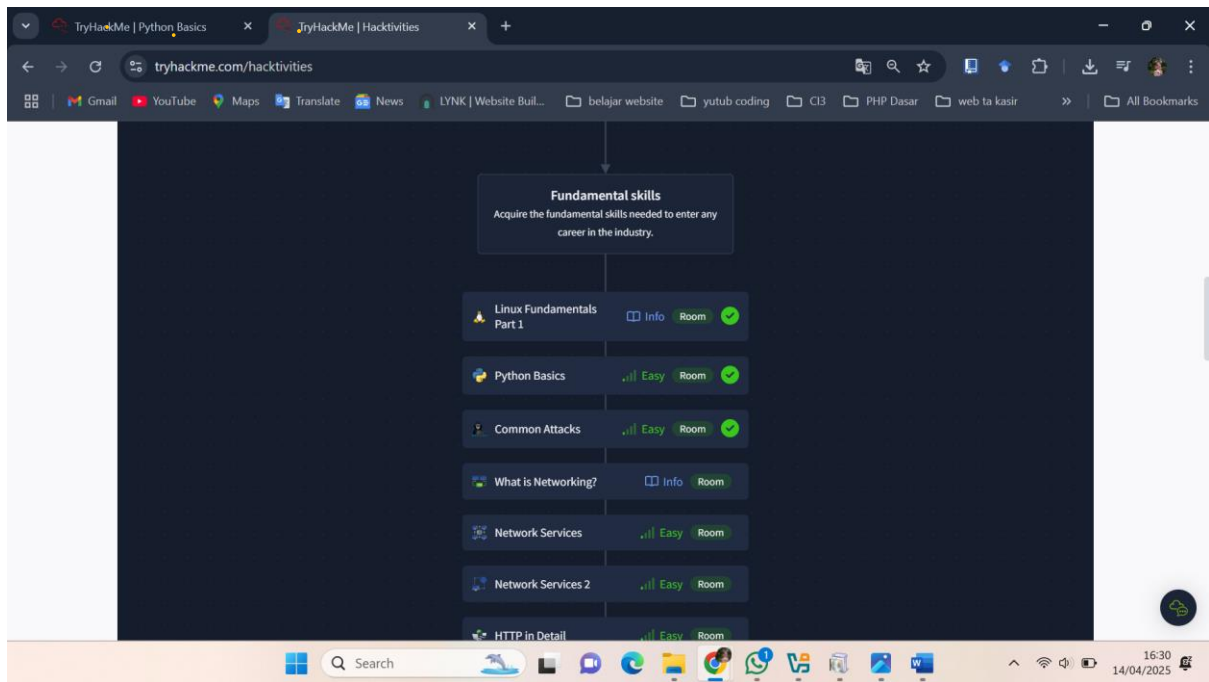 TryHackMe | Python Basics
TryHackMe | Hacktivities
tryhackme.com/hacktivities
Gmail YouTube Maps Translate News LYNK | Website Buil... belajar website yutub coding CI3 PHP Dasar web ta kasir » All Bookmarks
Fundamental skills
Acquire the fundamental skills needed to enter any
career in the industry.
Linux Fundamentals
Part 1
Info Room
Python Basics Easy Room
Common Attacks Easy Room
What is Networking? Info Room
Network Services Easy Room
Network Services 2 Easy Room
HTTP in Detail Easy Room
Search
1
16:30
14/04/2025